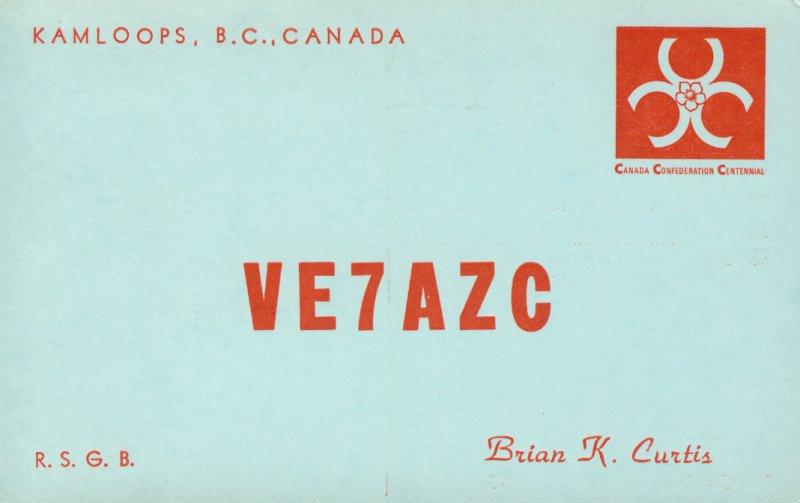 KAMLOOPS, B.C., CANADA
CANADA CONFEDERATION CENTENNIAL
VE7AZC
R. S. G. B.
Brian K. Curtis